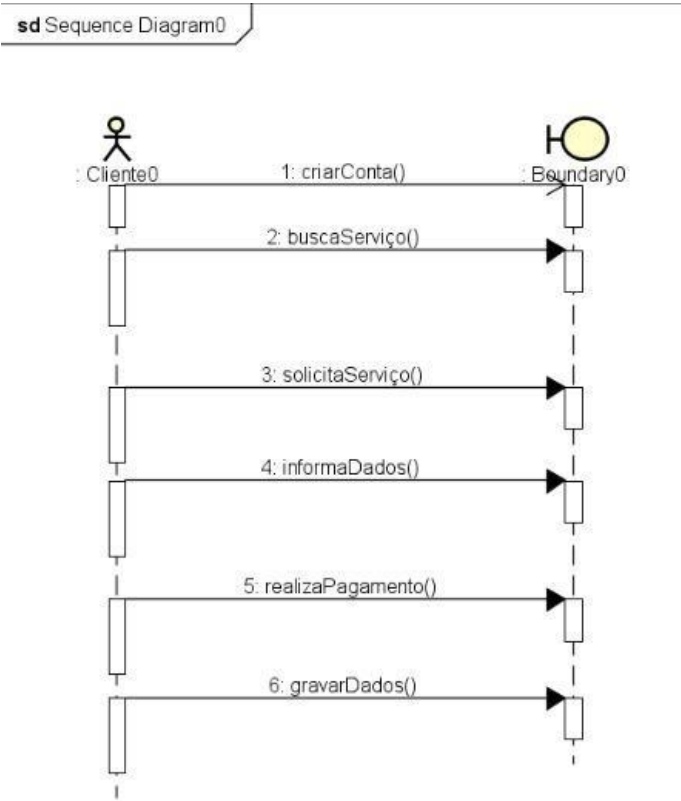 sd Sequence Diagram0
: Cliente0
1: criarConta()
: Boundary0
2: buscaServiço()
3: solicitaServiço()
4: informaDados()
5: realizaPagamento()
6: gravarDados()